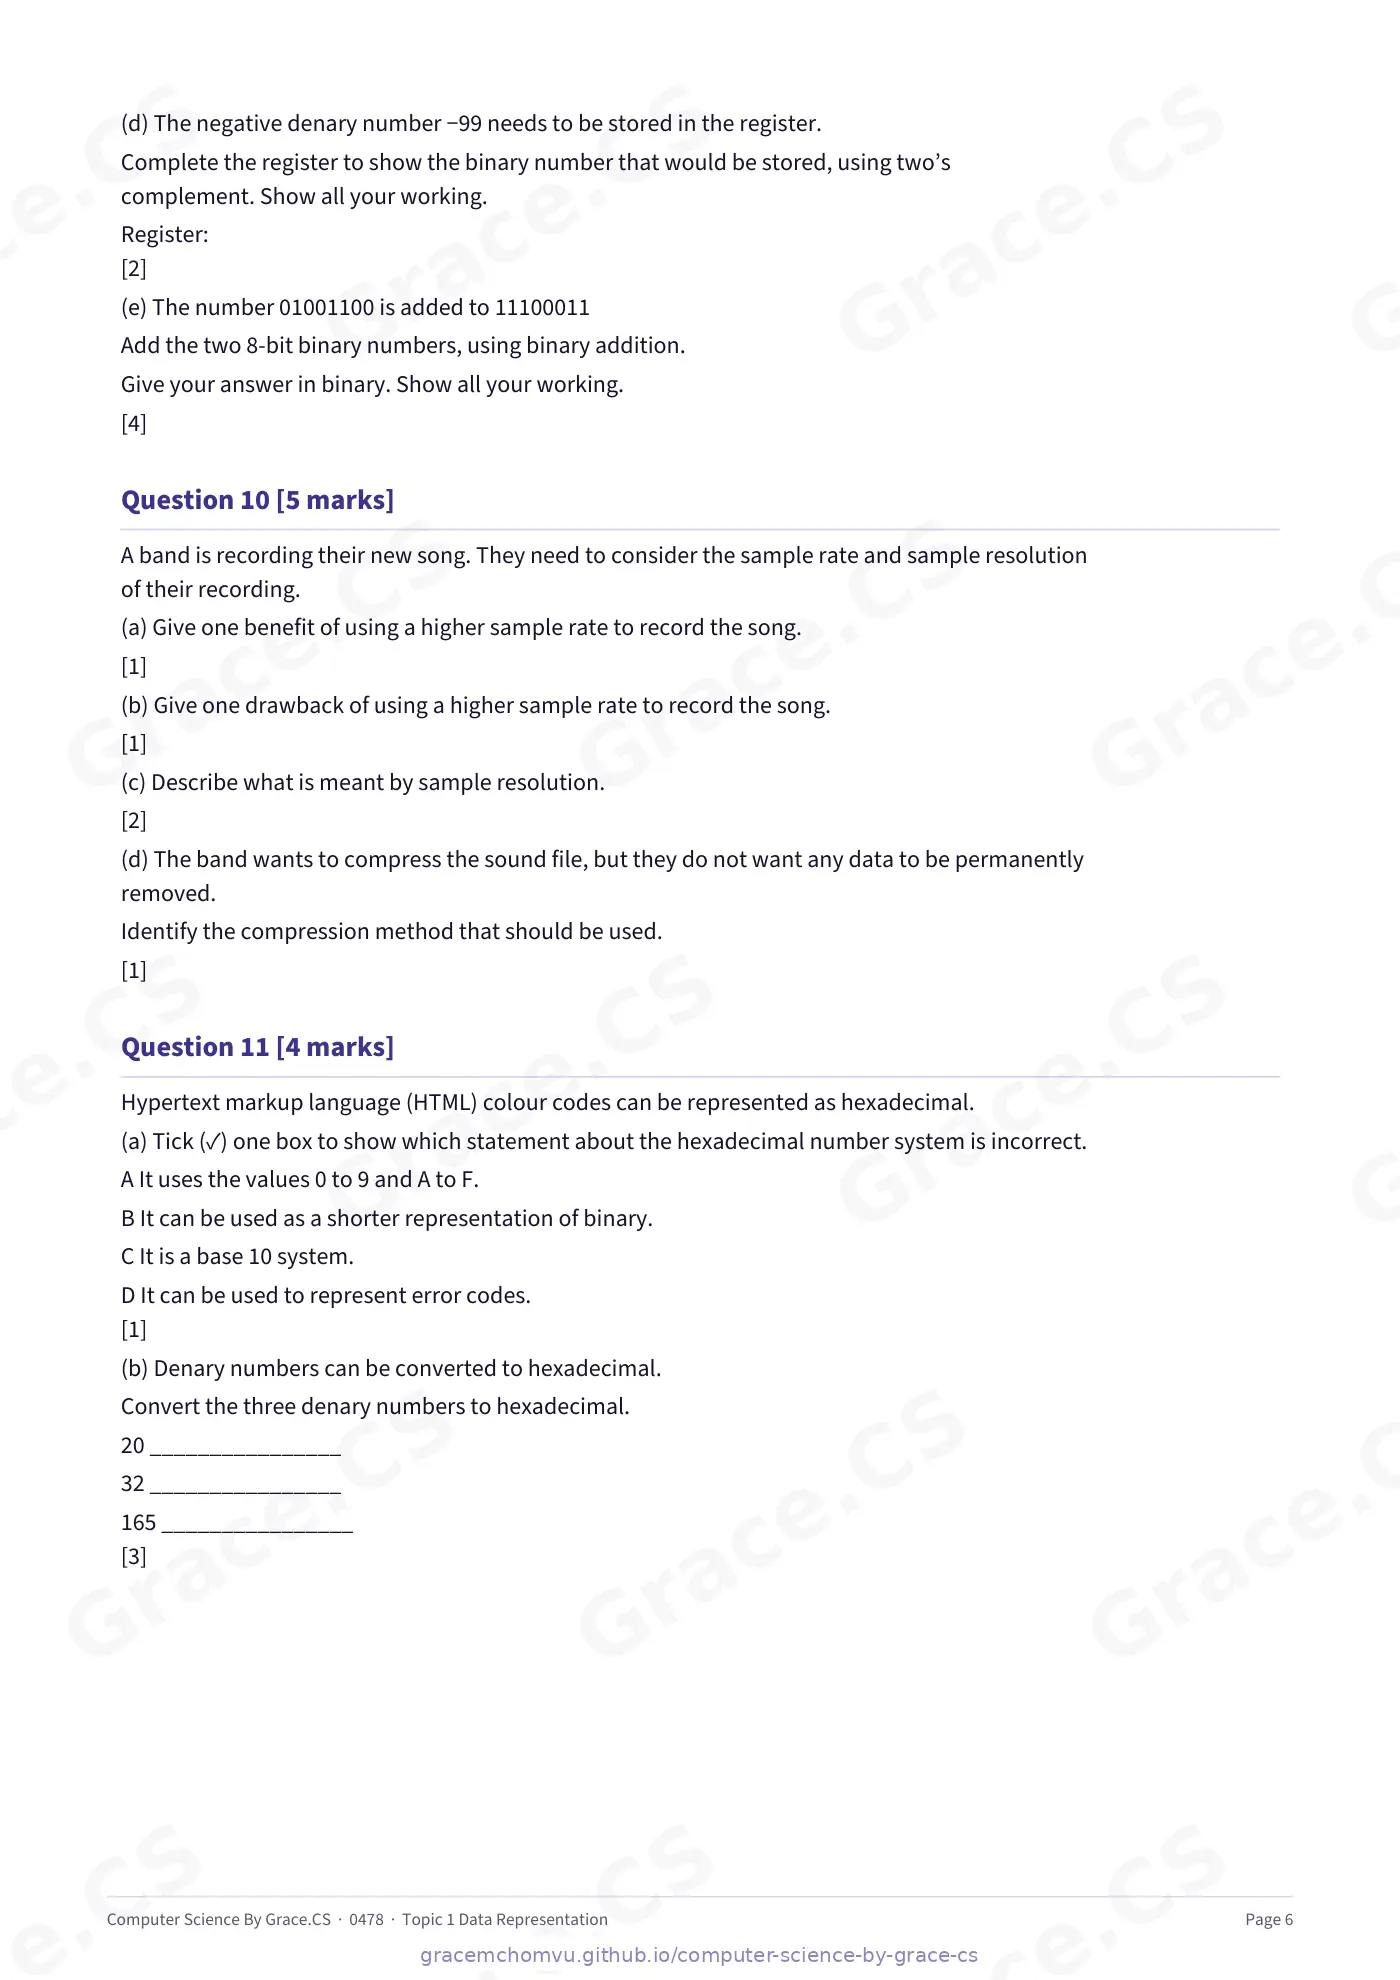 (d) The negative denary number −99 needs to be stored in the register.
Complete the register to show the binary number that would be stored, using two’s
complement. Show all your working.
Register:
[2]
(e) The number 01001100 is added to 11100011
Add the two 8-bit binary numbers, using binary addition.
Give your answer in binary. Show all your working.
[4]
Question 10 [5 marks]
A band is recording their new song. They need to consider the sample rate and sample resolution
of their recording.
(a) Give one benefit of using a higher sample rate to record the song.
[1]
(b) Give one drawback of using a higher sample rate to record the song.
[1]
(c) Describe what is meant by sample resolution.
[2]
(d) The band wants to compress the sound file, but they do not want any data to be permanently
removed.
Identify the compression method that should be used.
[1]
Question 11 [4 marks]
Hypertext markup language (HTML) colour codes can be represented as hexadecimal.
(a) Tick (✓) one box to show which statement about the hexadecimal number system is incorrect.
A It uses the values 0 to 9 and A to F.
B It can be used as a shorter representation of binary.
C It is a base 10 system.
D It can be used to represent error codes.
[1]
(b) Denary numbers can be converted to hexadecimal.
Convert the three denary numbers to hexadecimal.
20 ________________
32 ________________
165 ________________
[3]
Computer Science By Grace.CS · 0478 · Topic 1 Data Representation
Page 6
gracemchomvu.github.io/computer-science-by-grace-cs